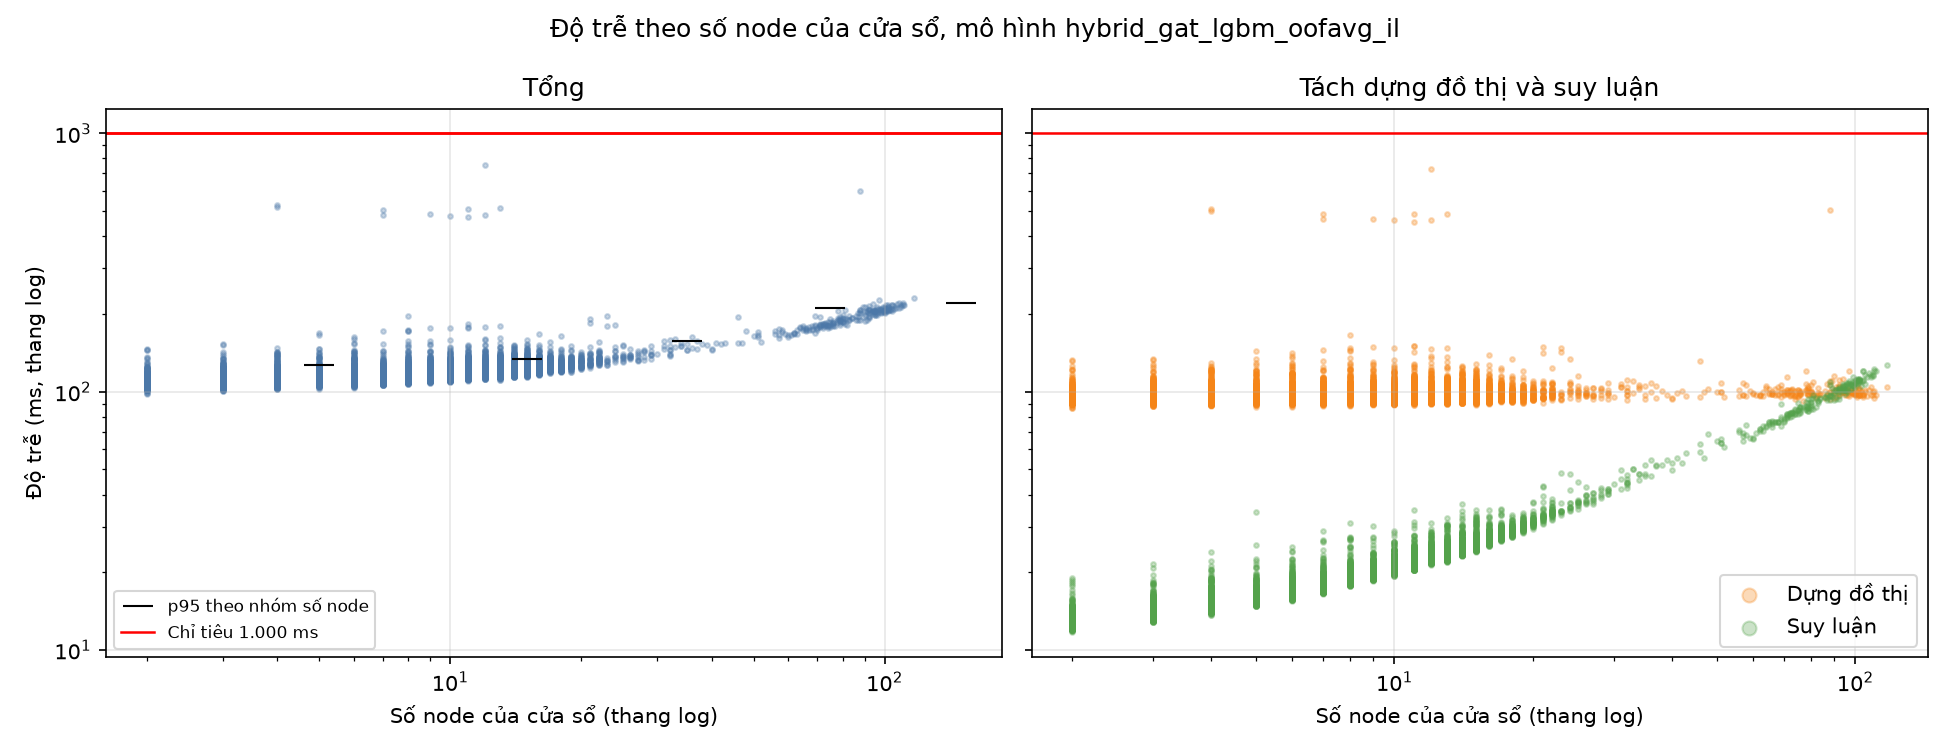 Độ trễ theo số node của cửa sổ, mô hình hybrid_gat_lgbm_oofavg_il
Tổng
Độ trễ (ms, thang log)
10³
10²
10¹
p95 theo nhóm số node
Chỉ tiêu 1.000 ms
10¹
10²
Số node của cửa sổ (thang log)
Tách dựng đồ thị và suy luận
Dựng đồ thị
Suy luận
10¹
10²
Số node của cửa sổ (thang log)